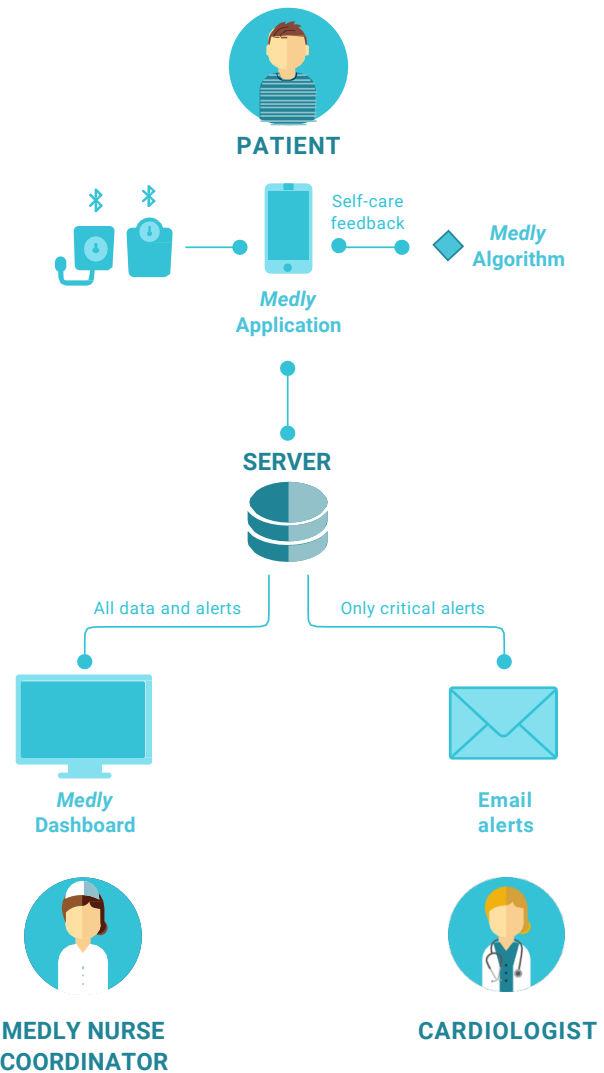 PATIENT
Self-care
feedback
Medly
Algorithm
Medly
Application
SERVER
All data and alerts
Only critical alerts
Medly
Dashboard
Email
alerts
MEDLY NURSE
COORDINATOR
CARDIOLOGIST